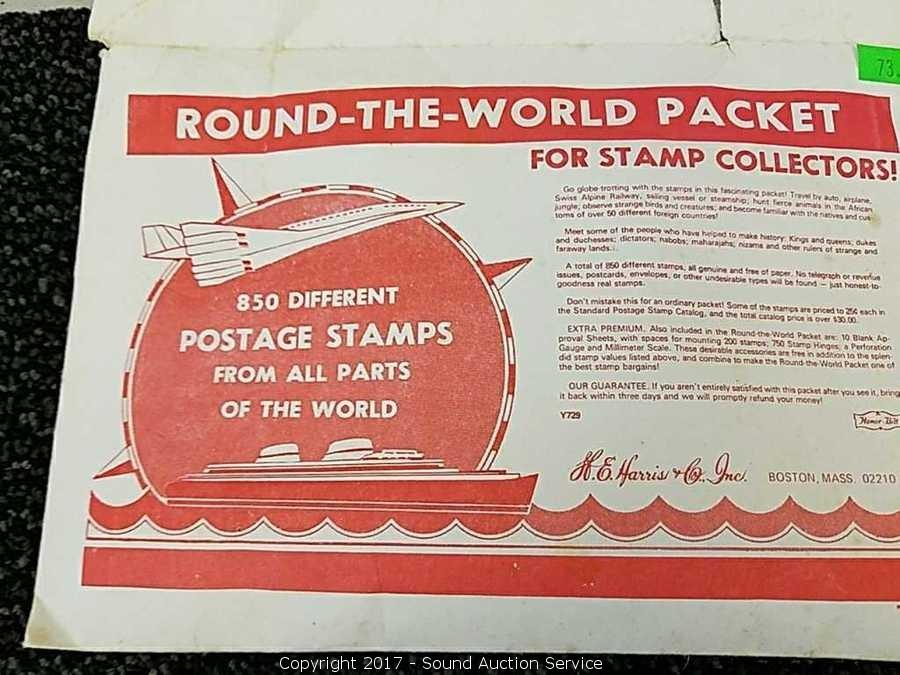 73.
ROUND-THE-WORLD PACKET
FOR STAMP COLLECTORS!
850 DIFFERENT
POSTAGE STAMPS
FROM ALL PARTS
OF THE WORLD
Go globe-trotting with the stamps in this fascinating packet! Travel by auto, airplane,
Swiss Alpine Railway, sailing vessel or steamship; hunt fierce animals in the African
jungle; observe strange birds and creatures; and become familiar with the natives and cus-
toms of over 50 different foreign countries!
Meet some of the people who have helped to make history: Kings and queens; dukes
and duchesses; dictators; nabobs; maharajahs; nizams and other rulers of strange and
faraway lands.
A total of 850 different stamps, all genuine and free of paper. No telegraph or revenue
issues, postcards, envelopes, or other undesirable types will be found — just honest-to-
goodness real stamps.
Don't mistake this for an ordinary packet! Some of the stamps are priced to 25¢ each in
the Standard Postage Stamp Catalog, and the total catalog price is over $30.00.
EXTRA PREMIUM. Also included in the Round-the-World Packet are: 10 Blank Ap-
proval Sheets, with spaces for mounting 200 stamps; 750 Stamp Hinges; a Perforation
Gauge and Millimeter Scale. These desirable accessories are free in addition to the splen-
did stamp values listed above, and combine to make the Round-the-World Packet one of
the best stamp bargains!
OUR GUARANTEE. If you aren't entirely satisfied with this packet after you see it, bring
it back within three days and we will promptly refund your money!
Y729
Honor-Bilt
H.E. Harris & Co., Inc. BOSTON, MASS. 02210
Copyright 2017 - Sound Auction Service